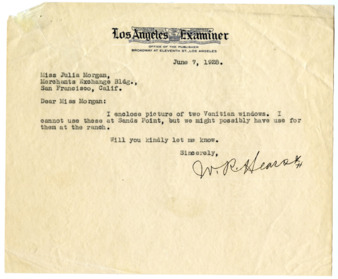 Los Angeles Examiner
OFFICE OF THE PUBLISHER
BROADWAY AT ELEVENTH ST., LOS ANGELES
June 7, 1928.
Miss Julia Morgan,
Merchants Exchange Bldg.,
San Francisco, Calif.
Dear Miss Morgan:
I enclose picture of two Venitian windows. I
cannot use these at Sands Point, but we might possibly have use for
them at the ranch.
Will you kindly let me know.
Sincerely,
W. R. Hearst